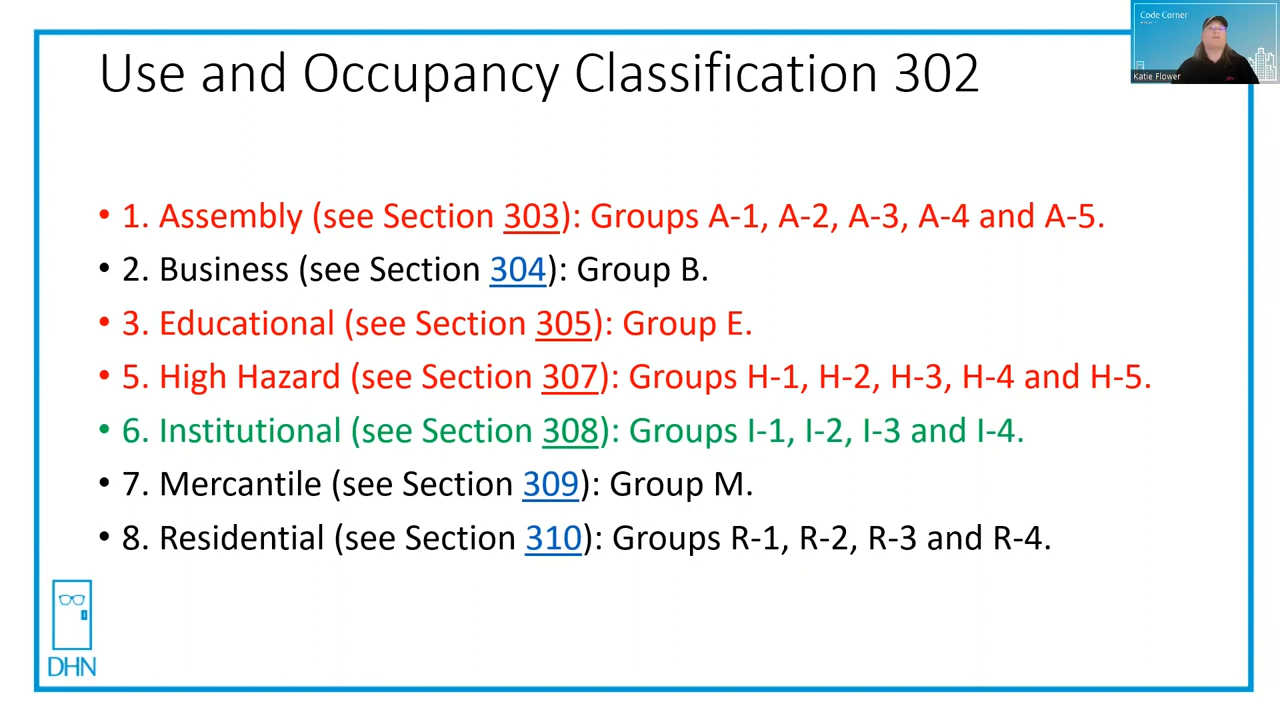 Use and Occupancy Classification 302
Code Corner
Katie Flower
• 1. Assembly (see Section 303): Groups A-1, A-2, A-3, A-4 and A-5.
• 2. Business (see Section 304): Group B.
• 3. Educational (see Section 305): Group E.
• 5. High Hazard (see Section 307): Groups H-1, H-2, H-3, H-4 and H-5.
• 6. Institutional (see Section 308): Groups I-1, I-2, I-3 and I-4.
• 7. Mercantile (see Section 309): Group M.
• 8. Residential (see Section 310): Groups R-1, R-2, R-3 and R-4.
DHN